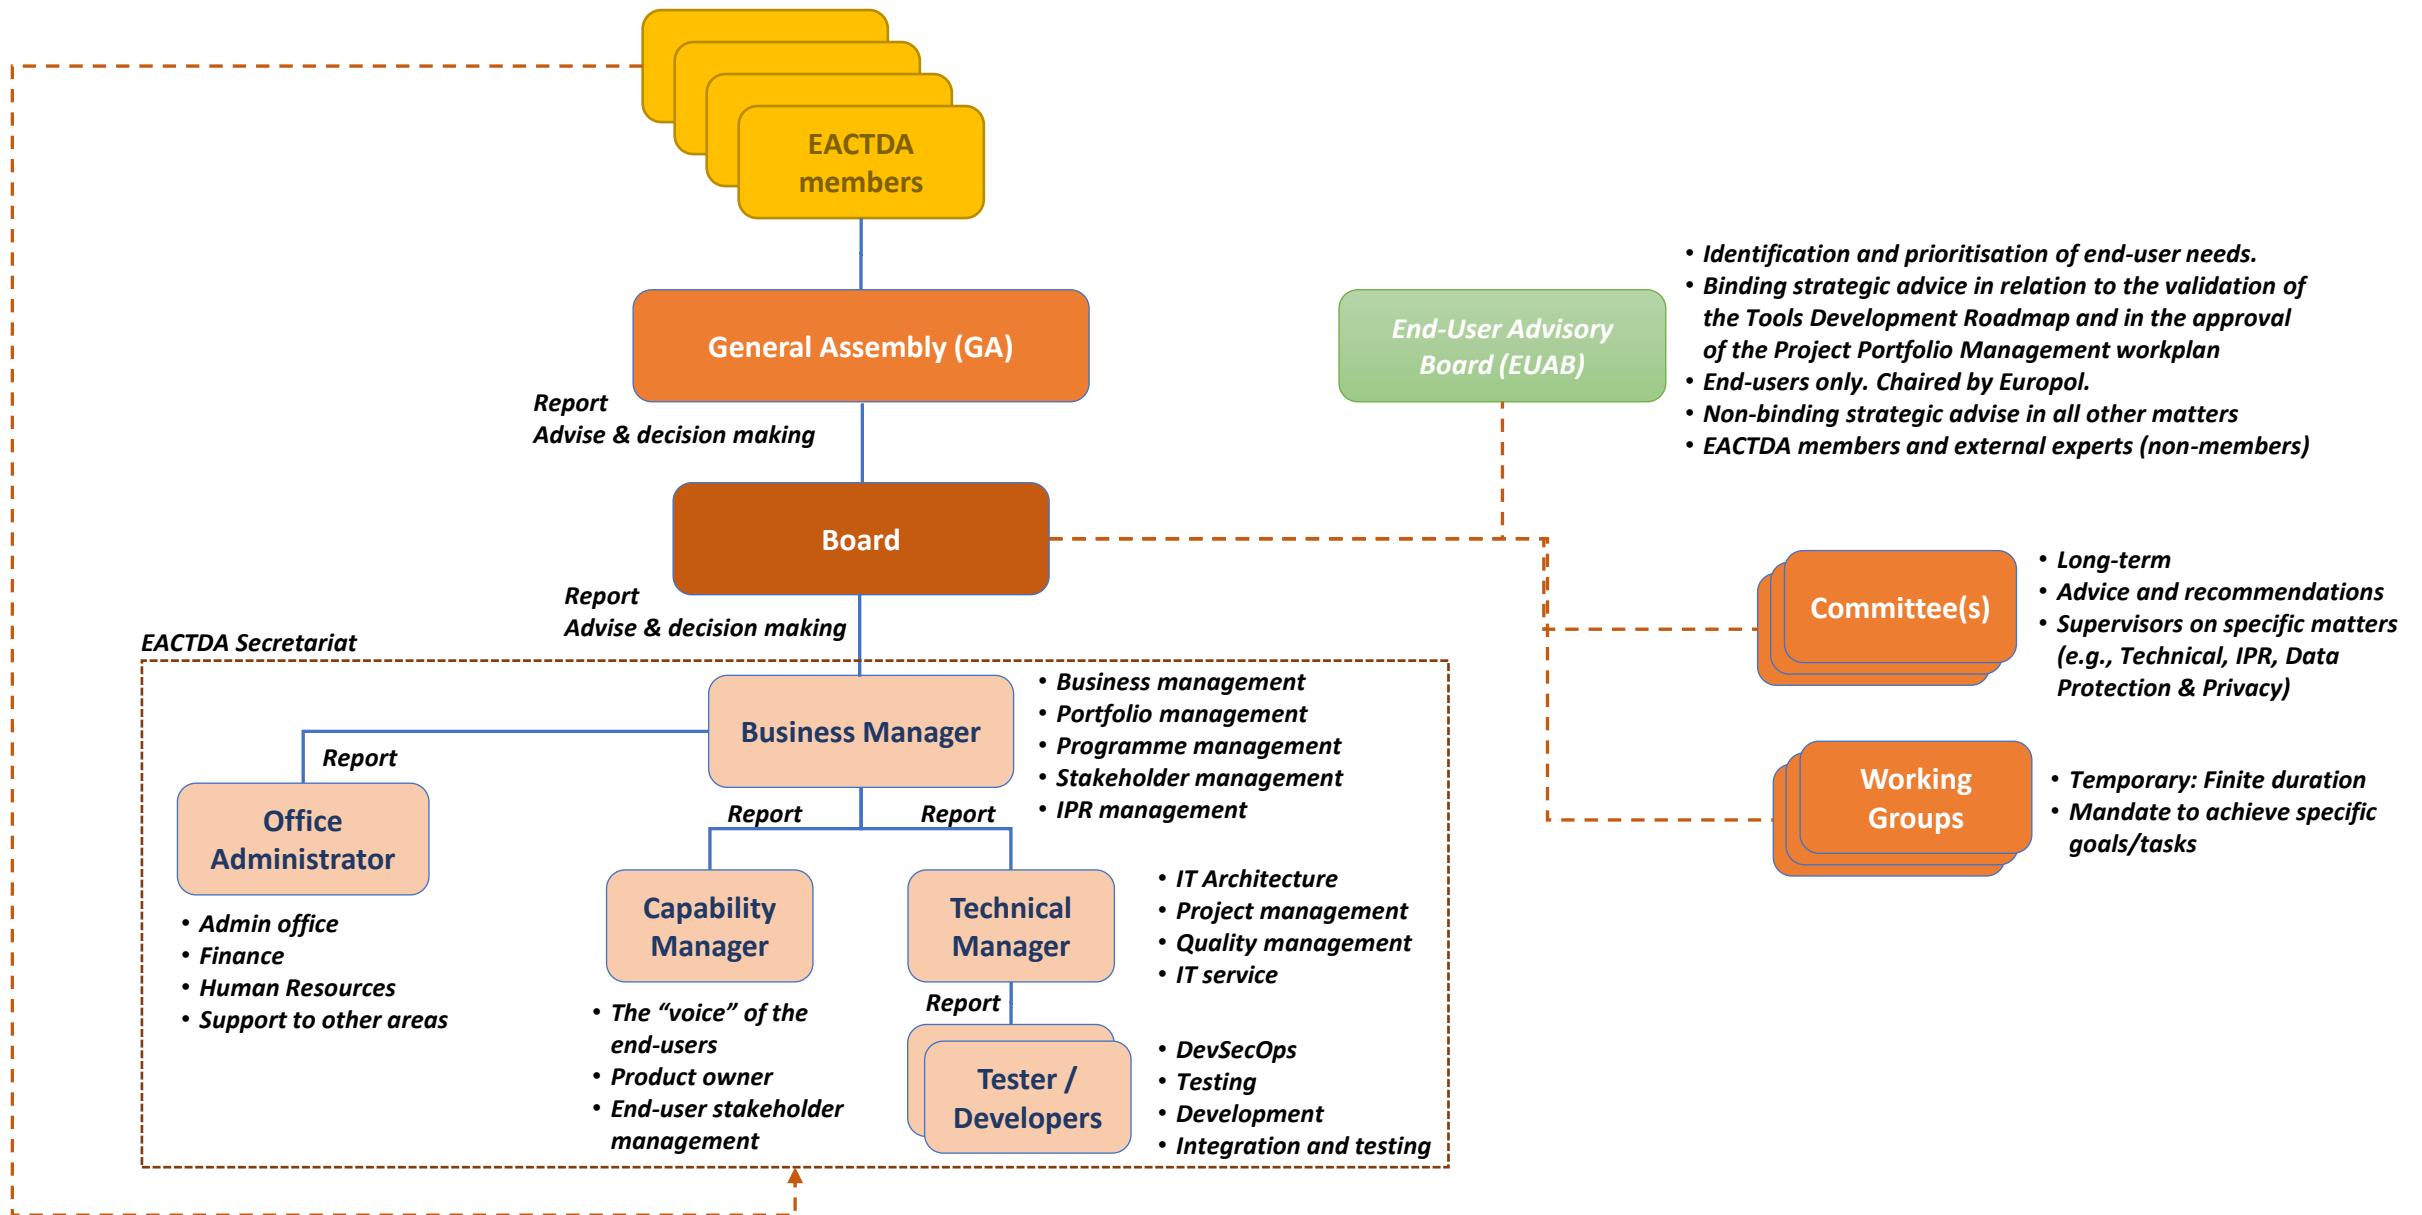 EACTDA
members
General Assembly (GA)
Report
Advise & decision making
End-User Advisory
Board (EUAB)
• Identification and prioritisation of end-user needs.
• Binding strategic advice in relation to the validation of
the Tools Development Roadmap and in the approval
of the Project Portfolio Management workplan
• End-users only. Chaired by Europol.
• Non-binding strategic advise in all other matters
• EACTDA members and external experts (non-members)
Board
Report
Advise & decision making
Committee(s)
• Long-term
• Advice and recommendations
• Supervisors on specific matters
(e.g., Technical, IPR, Data
Protection & Privacy)
Working
Groups
• Temporary: Finite duration
• Mandate to achieve specific
goals/tasks
EACTDA Secretariat
Business Manager
• Business management
• Portfolio management
• Programme management
• Stakeholder management
• IPR management
Report
Office
Administrator
• Admin office
• Finance
• Human Resources
• Support to other areas
Report
Report
Capability
Manager
• The “voice” of the
end-users
• Product owner
• End-user stakeholder
management
Technical
Manager
• IT Architecture
• Project management
• Quality management
• IT service
Report
Tester /
Developers
• DevSecOps
• Testing
• Development
• Integration and testing